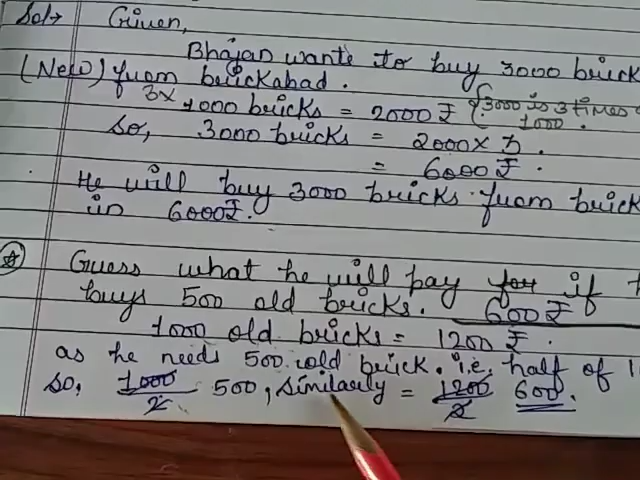 Sol→ Given,
Bhajan wants to buy 3000 brick
(New) from brickabad.
3x 1000 bricks = 2000 ₹ {3000 is 3 times
1000.
so, 3000 bricks = 2000 x 3.
= 6000 ₹.
He will buy 3000 bricks from brick
in 6000₹.
Guess what he will pay for if
buys 500 old bricks. 600 ₹
1000 old bricks = 1200 ₹.
as he needs 500 old brick. i.e. half of
so, 1000/2 500, similarly = 1200/2 600.